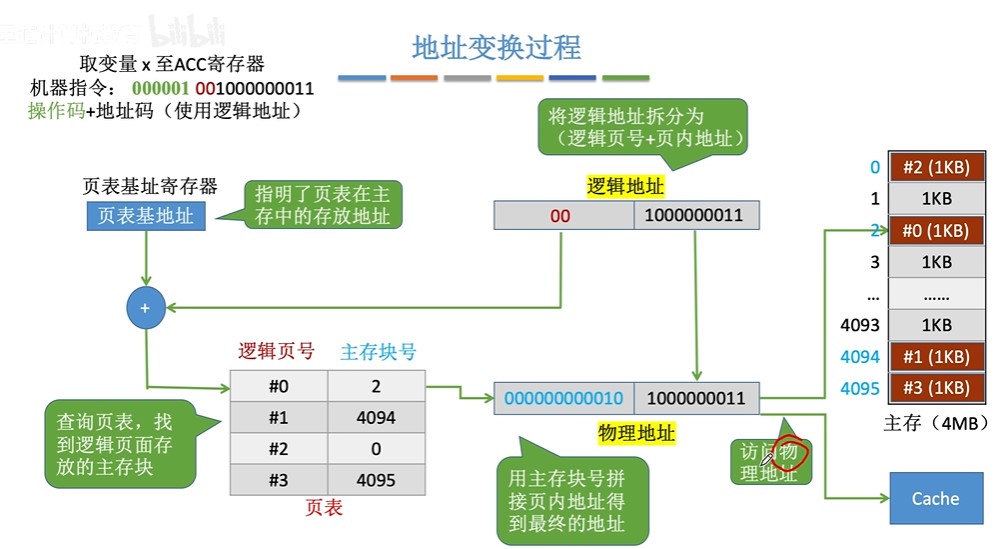 bilibili
地址变换过程
取变量 x 至ACC寄存器
机器指令： 000001 001000000011
操作码+地址码（使用逻辑地址）
将逻辑地址拆分为
（逻辑页号+页内地址）
页表基址寄存器
页表基地址
指明了页表在主
存中的存放地址
逻辑地址
00 1000000011
+
逻辑页号 主存块号
#0 2
#1 4094
#2 0
#3 4095
页表
查询页表，找
到逻辑页面存
放的主存块
000000000010 1000000011
物理地址
用主存块号拼
接页内地址得
到最终的地址
访问物
理地址
0 #2 (1KB)
1 1KB
2 #0 (1KB)
3 1KB
... ......
4093 1KB
4094 #1 (1KB)
4095 #3 (1KB)
主存（4MB）
Cache